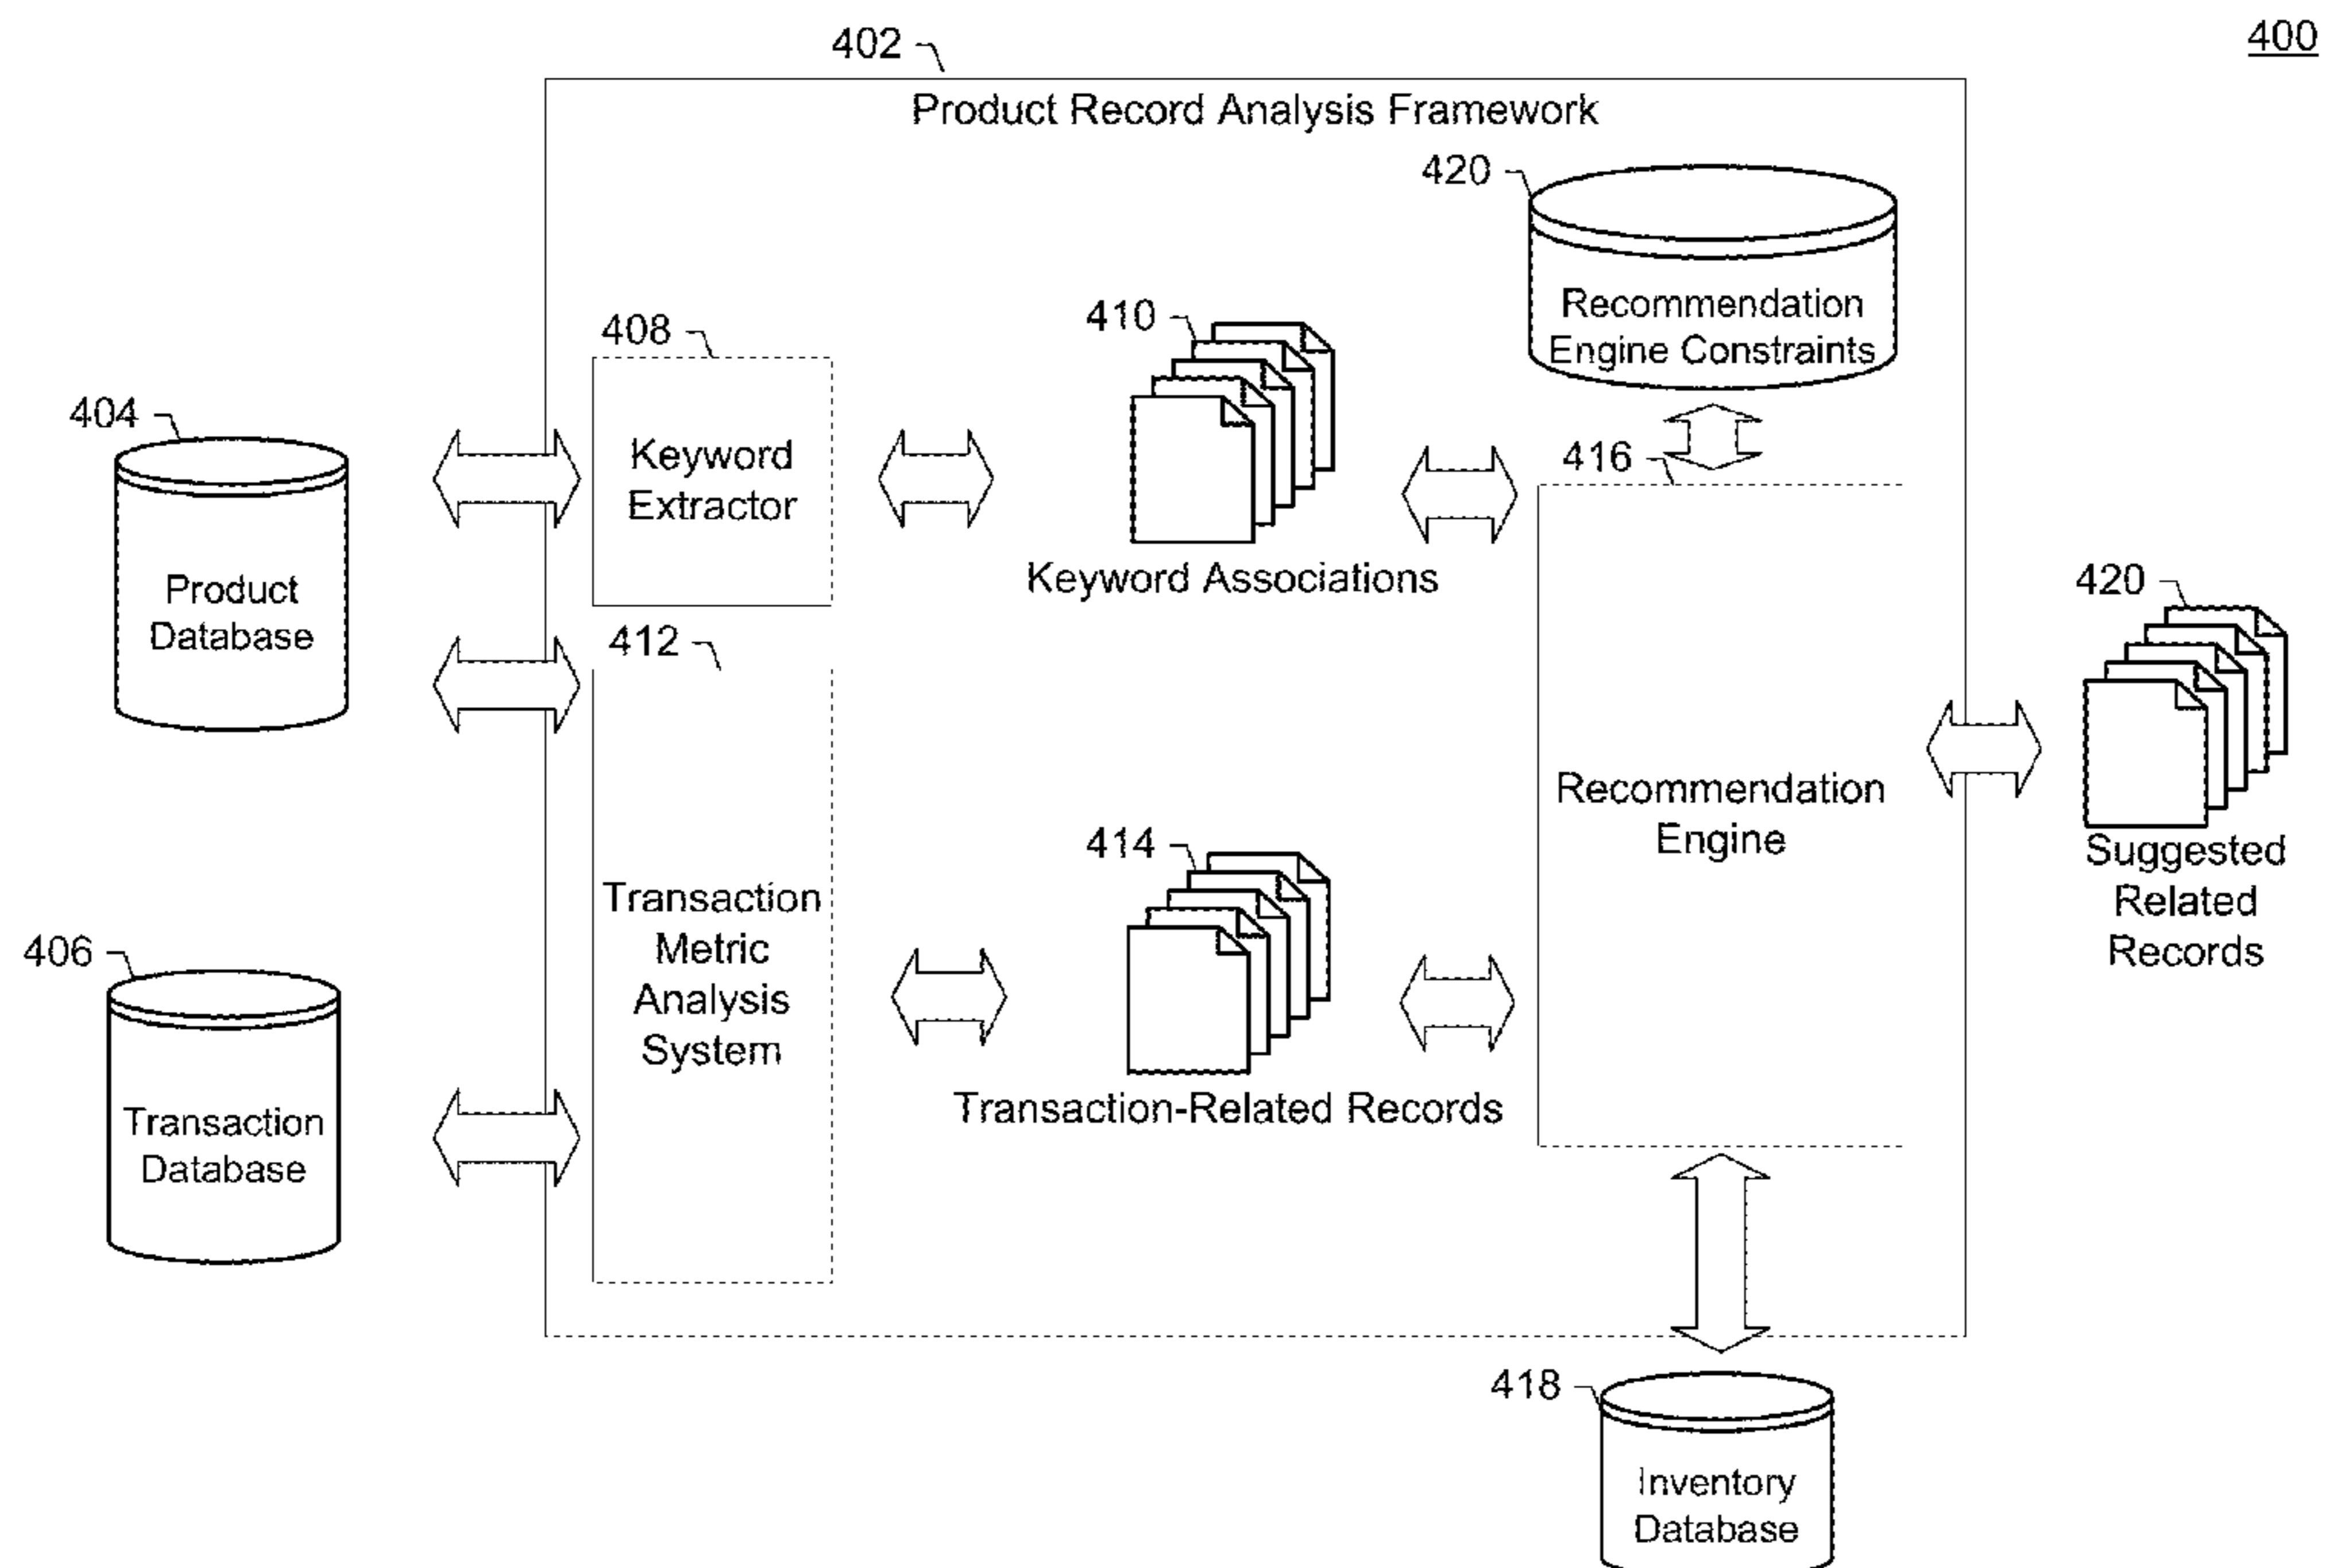 400
402
Product Record Analysis Framework
420
Recommendation
Engine Constraints
408
Keyword
Extractor
410
Keyword Associations
404
Product
Database
416
Recommendation
Engine
420
Suggested
Related
Records
412
Transaction
Metric
Analysis
System
414
Transaction-Related Records
406
Transaction
Database
418
Inventory
Database